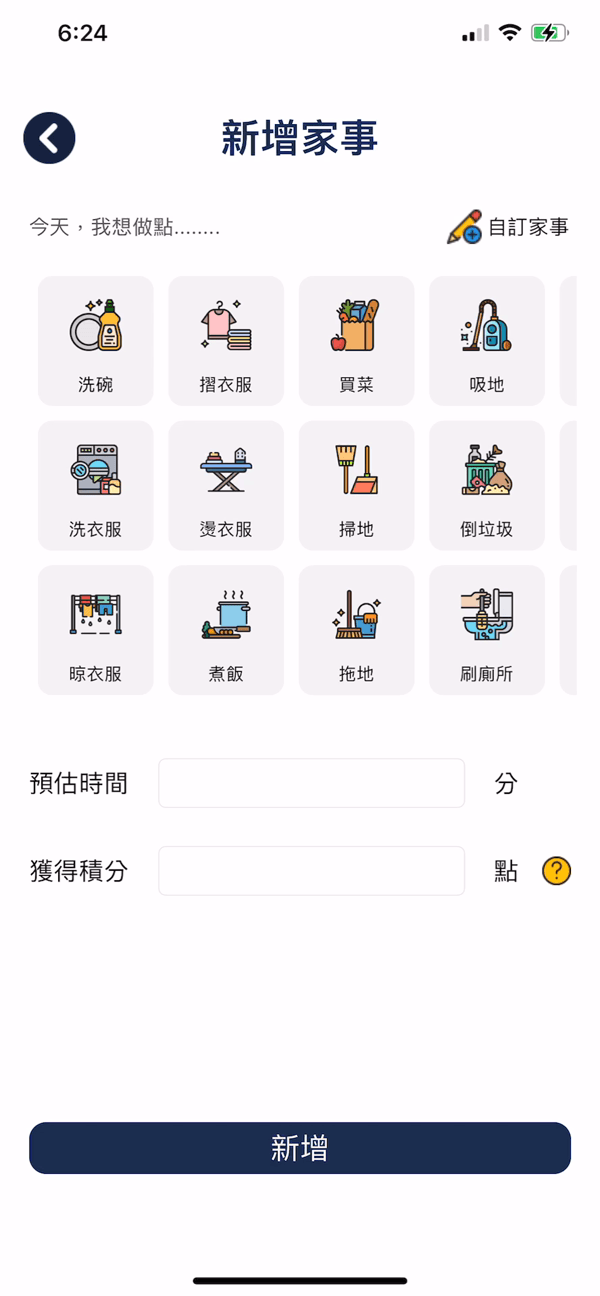 6:24
新增家事
今天，我想做點........
自訂家事
洗碗
摺衣服
買菜
吸地
洗衣服
燙衣服
掃地
倒垃圾
晾衣服
煮飯
拖地
刷廁所
預估時間
分
獲得積分
點
?
新增